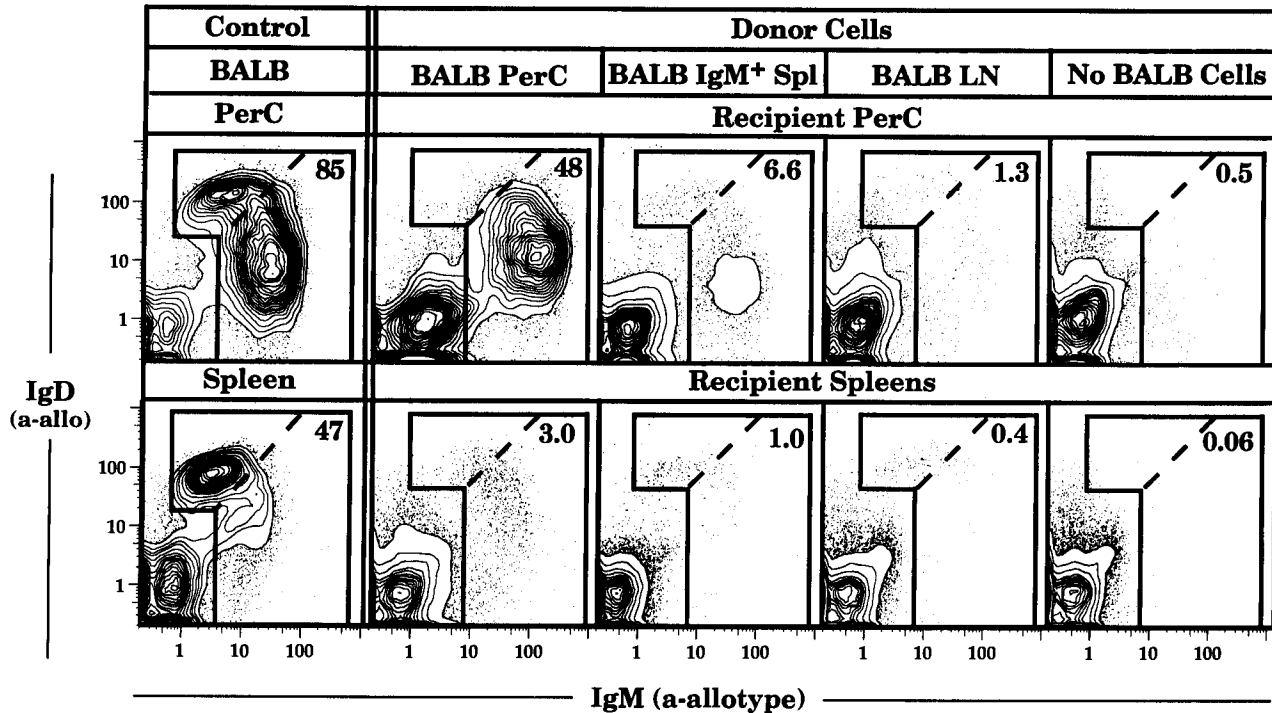 Control Donor Cells
BALB BALB PerC BALB IgM+ Spl BALB LN No BALB Cells
PerC Recipient PerC
85 48 6.6 1.3 0.5
100
10
1
Spleen Recipient Spleens
IgD
(a-allo)
47 3.0 1.0 0.4 0.06
100
10
1
1 10 100 1 10 100 1 10 100 1 10 100 1 10 100
IgM (a-allotype)